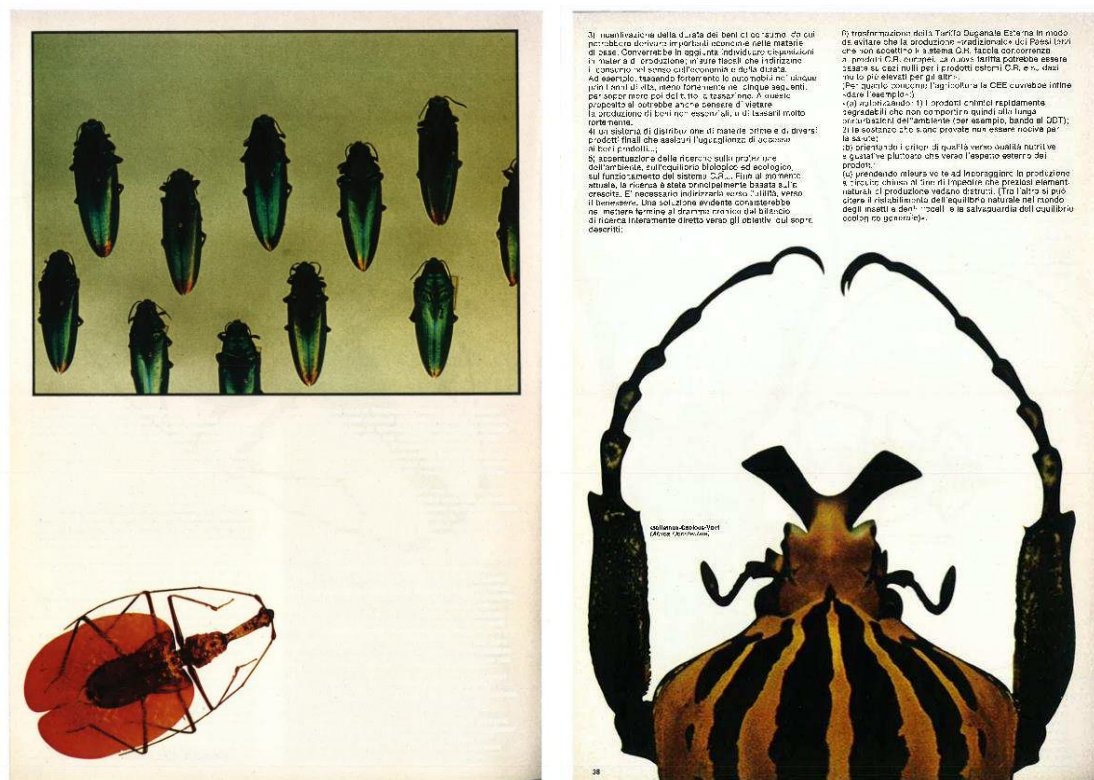 3) incentivazione della durata dei beni di consumo, da cui
potrebbero derivare importanti economie nelle materie
di base. Converrebbe in aggiunta individuare disposizioni
in materia di produzione; misure fiscali che indirizzino
il consumo nel senso dell'economia e della durata.
Ad esempio, tassando fortemente le automobili nei cinque
primi anni di vita, meno fortemente nei cinque seguenti,
per sopprimere poi del tutto la tassazione. A questo
proposito si potrebbe anche pensare di vietare
la produzione di beni non essenziali, o di tassarli molto
fortemente.
4) un sistema di distribuzione di materie prime e di diversi
prodotti finali che assicuri l'uguaglianza di accesso
ai beni prodotti...;
5) accentuazione delle ricerche sulla protezione
dell'ambiente, sull'equilibrio biologico ed ecologico,
sul funzionamento del sistema C.R.... Fino al momento
attuale, la ricerca è stata principalmente basata sulla
crescita. E' necessario indirizzarla verso l'utilità, verso
il benessere. Una soluzione evidente consisterebbe
nel mettere termine al dramma cronico del bilancio
di ricerca interamente diretto verso gli obiettivi qui sopra
descritti;
6) trasformazione della Tariffa Doganale Esterna in modo
da evitare che la produzione «tradizionale» dei Paesi terzi
che non accettino il sistema C.R. faccia concorrenza
ai prodotti C.R. europei. La nuova tariffa potrebbe essere
basata su dazi nulli per i prodotti esterni C.R. e su dazi
molto più elevati per gli altri».
(Per quanto concerne l'agricoltura la CEE dovrebbe infine
«dare l'esempio»:)
«(a) autorizzando: 1) i prodotti chimici rapidamente
degradabili che non comportino quindi alla lunga
perturbazioni dell'ambiente (per esempio, bando al DDT);
2) le sostanze che siano provate non essere nocive per
la salute;
(b) orientando i criteri di qualità verso qualità nutritive
e gustative piuttosto che verso l'aspetto esterno dei
prodotti;
(c) prendendo misure volte ad incoraggiare la produzione
a circuito chiuso al fine di impedire che preziosi elementi
naturali di produzione vadano distrutti. (Tra l'altro si può
citare il ristabilimento dell'equilibrio naturale nel mondo
degli insetti e degli uccelli e la salvaguardia dell'equilibrio
ecologico generale)».
38